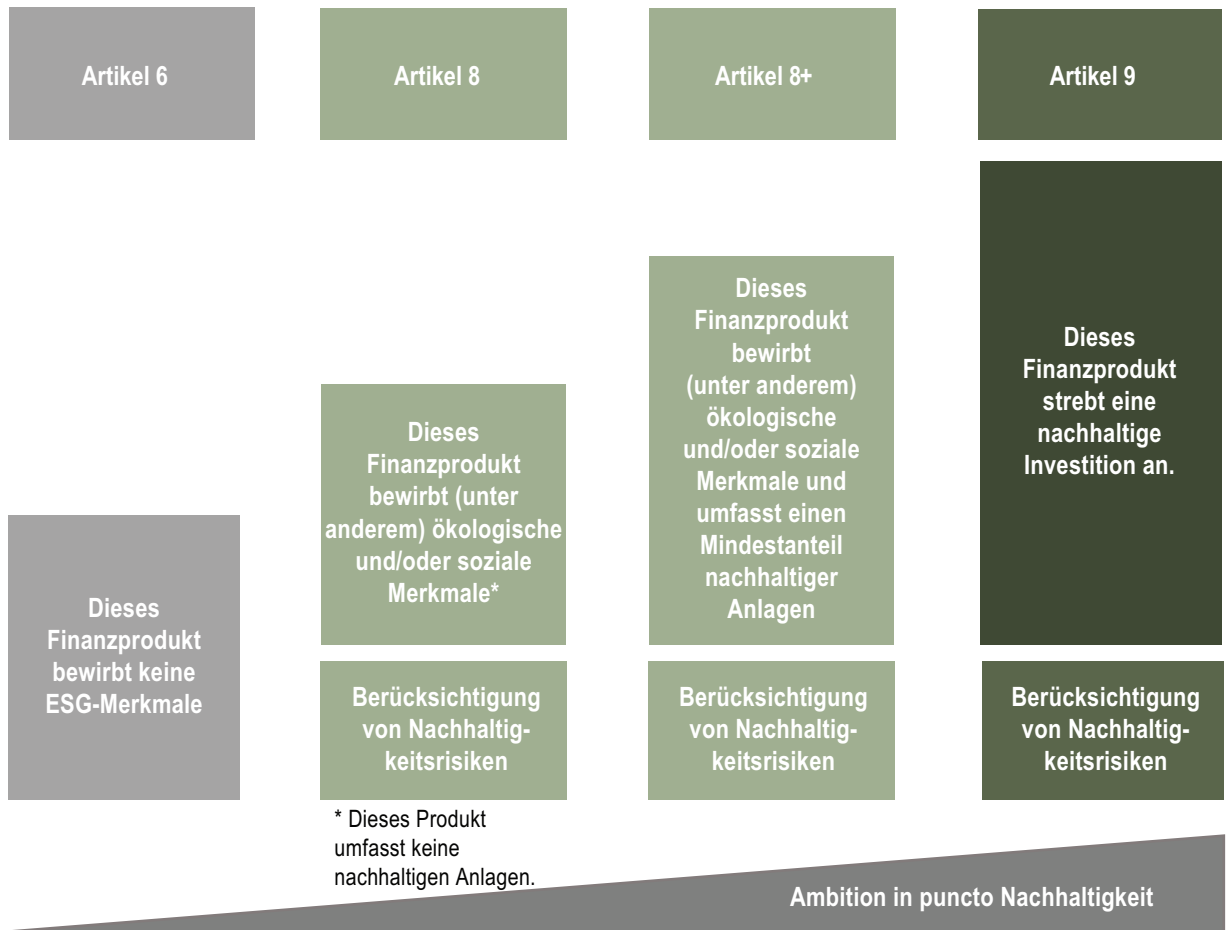 Artikel 6
Artikel 8
Artikel 8+
Artikel 9
Dieses
Finanzprodukt
bewirbt keine
ESG-Merkmale
Dieses
Finanzprodukt
bewirbt (unter
anderem) ökologische
und/oder soziale
Merkmale*
Berücksichtigung
von Nachhaltig-
keitsrisiken
* Dieses Produkt
umfasst keine
nachhaltigen Anlagen.
Dieses
Finanzprodukt
bewirbt
(unter anderem)
ökologische
und/oder soziale
Merkmale und
umfasst einen
Mindestanteil
nachhaltiger
Anlagen
Berücksichtigung
von Nachhaltig-
keitsrisiken
Dieses
Finanzprodukt
strebt eine
nachhaltige
Investition an.
Berücksichtigung
von Nachhaltig-
keitsrisiken
Ambition in puncto Nachhaltigkeit